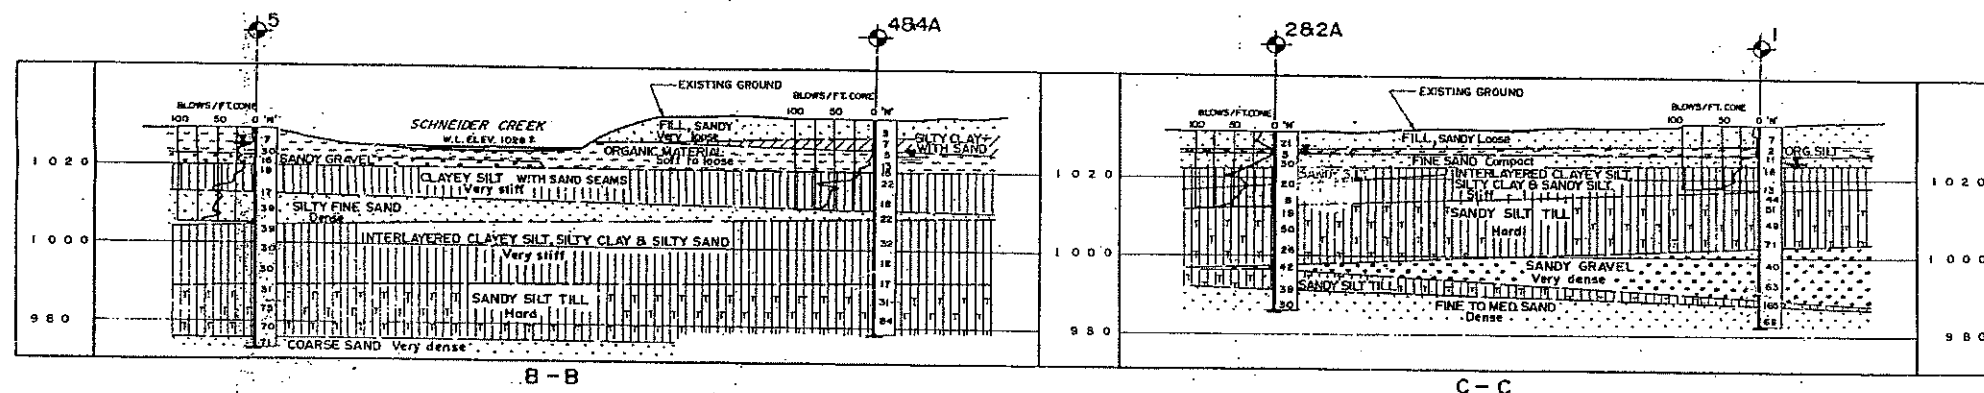 5
4&4A
2&2A
1
EXISTING GROUND
BLOWS/FT.CONE
100 50 0 'N'
SCHNEIDER CREEK
W.L. ELEV. 1028 ±
FILL, SANDY
Very loose
SILTY CLAY
WITH SAND
ORGANIC MATERIAL
Soft to loose
SANDY GRAVEL
CLAYEY SILT WITH SAND SEAMS
Very stiff
SILTY FINE SAND
Dense
INTERLAYERED CLAYEY SILT, SILTY CLAY & SILTY SAND
Very stiff
SANDY SILT TILL
Hard
COARSE SAND Very dense
B-B
1020
1000
980
BLOWS/FT.CONE
100 50 0 'N'
EXISTING GROUND
BLOWS/FT.CONE
100 50 0 'N'
FILL, SANDY Loose
ORG. SILT
FINE SAND Compact
SANDY SILT
INTERLAYERED CLAYEY SILT,
SILTY CLAY & SANDY SILT
Stiff
SANDY SILT TILL
Hard
SANDY GRAVEL
Very dense
SANDY SILT TILL
FINE TO MED. SAND
Dense
C-C
1020
1000
980
BLOWS/FT.CONE
100 50 0 'N'
1020
1000
980